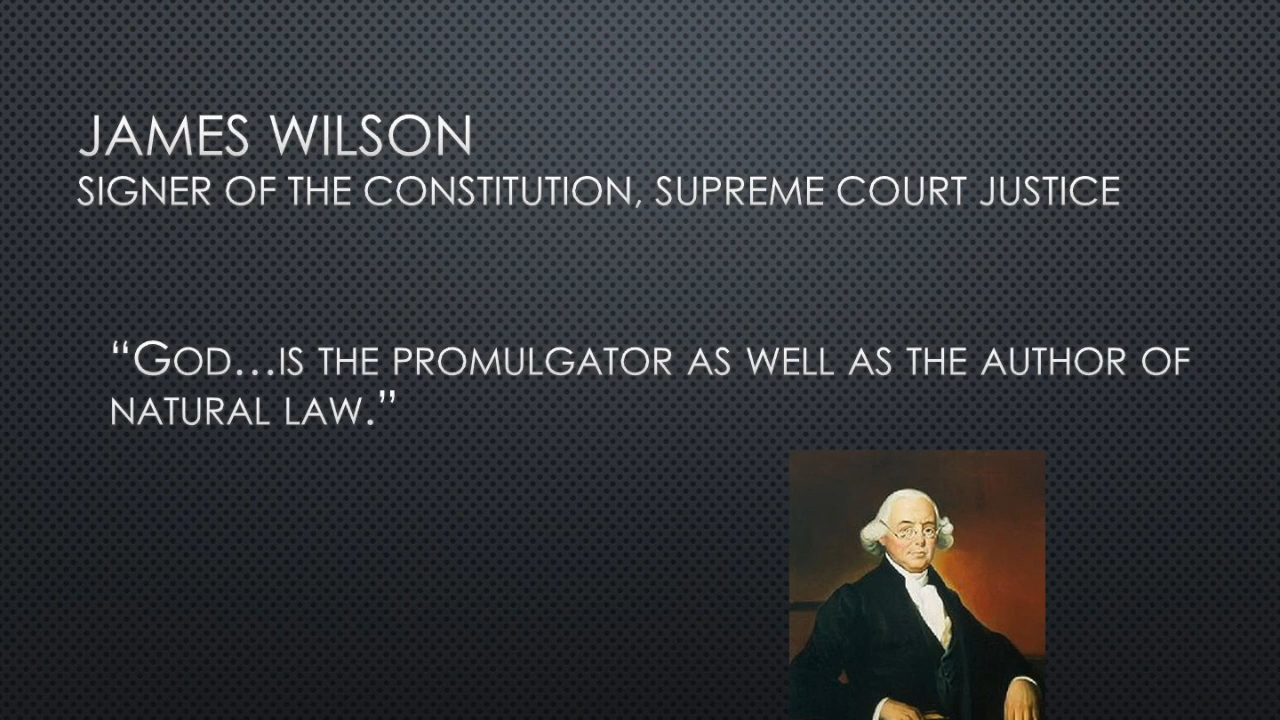 JAMES WILSON
SIGNER OF THE CONSTITUTION, SUPREME COURT JUSTICE
“GOD…IS THE PROMULGATOR AS WELL AS THE AUTHOR OF
NATURAL LAW.”